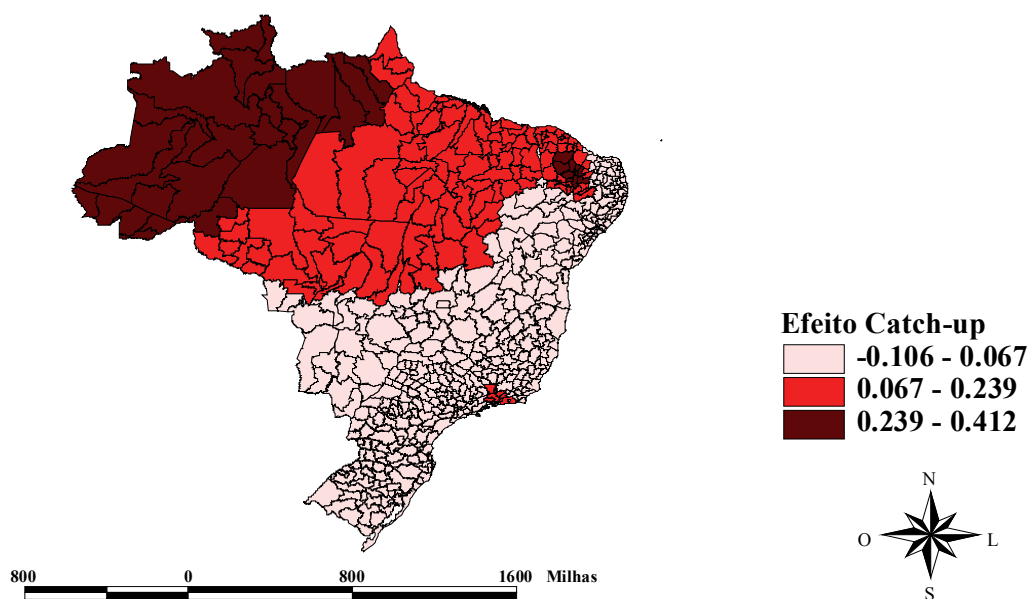 Efeito Catch-up
-0.106 - 0.067
0.067 - 0.239
0.239 - 0.412
N
O
L
S
800 0 800 1600 Milhas